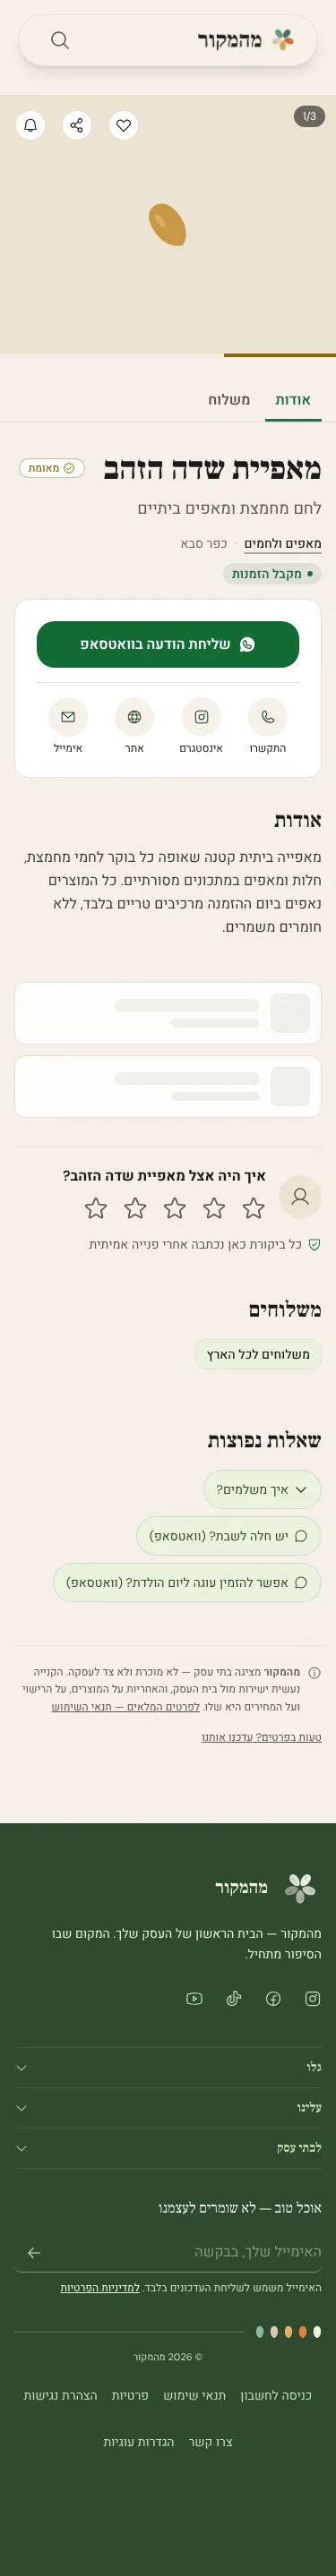 מהמקור
1/3
אודות
משלוח
מאפיית שדה הזהב
מאומת
לחם מחמצת ומאפים ביתיים
מאפים ולחמים · כפר סבא
מקבל הזמנות
שליחת הודעה בוואטסאפ
התקשרו
אינסטגרם
אתר
אימייל
אודות
מאפייה ביתית קטנה שאופה כל בוקר לחמי מחמצת,
חלות ומאפים במתכונים מסורתיים. כל המוצרים
נאפים ביום ההזמנה מרכיבים טריים בלבד, ללא
חומרים משמרים.
איך היה אצל מאפיית שדה הזהב?
כל ביקורת כאן נכתבה אחרי פנייה אמיתית
משלוחים
משלוחים לכל הארץ
שאלות נפוצות
איך משלמים?
יש חלה לשבת? (וואטסאפ)
אפשר להזמין עוגה ליום הולדת? (וואטסאפ)
מהמקור מציגה בתי עסק — לא מוכרת ולא צד לעסקה. הקנייה
נעשית ישירות מול בית העסק, והאחריות על המוצרים, על הרישוי
ועל המחירים היא שלו. לפרטים המלאים — תנאי השימוש
טעות בפרטים? עדכנו אותנו
מהמקור
מהמקור — הבית הראשון של העסק שלך. המקום שבו
הסיפור מתחיל.
גלו
עלינו
לבתי עסק
אוכל טוב — לא שומרים לעצמנו
האימייל שלך, בבקשה
האימייל משמש לשליחת העדכונים בלבד. למדיניות הפרטיות
© 2026 מהמקור
כניסה לחשבון
תנאי שימוש
פרטיות
הצהרת נגישות
צרו קשר
הגדרות עוגיות